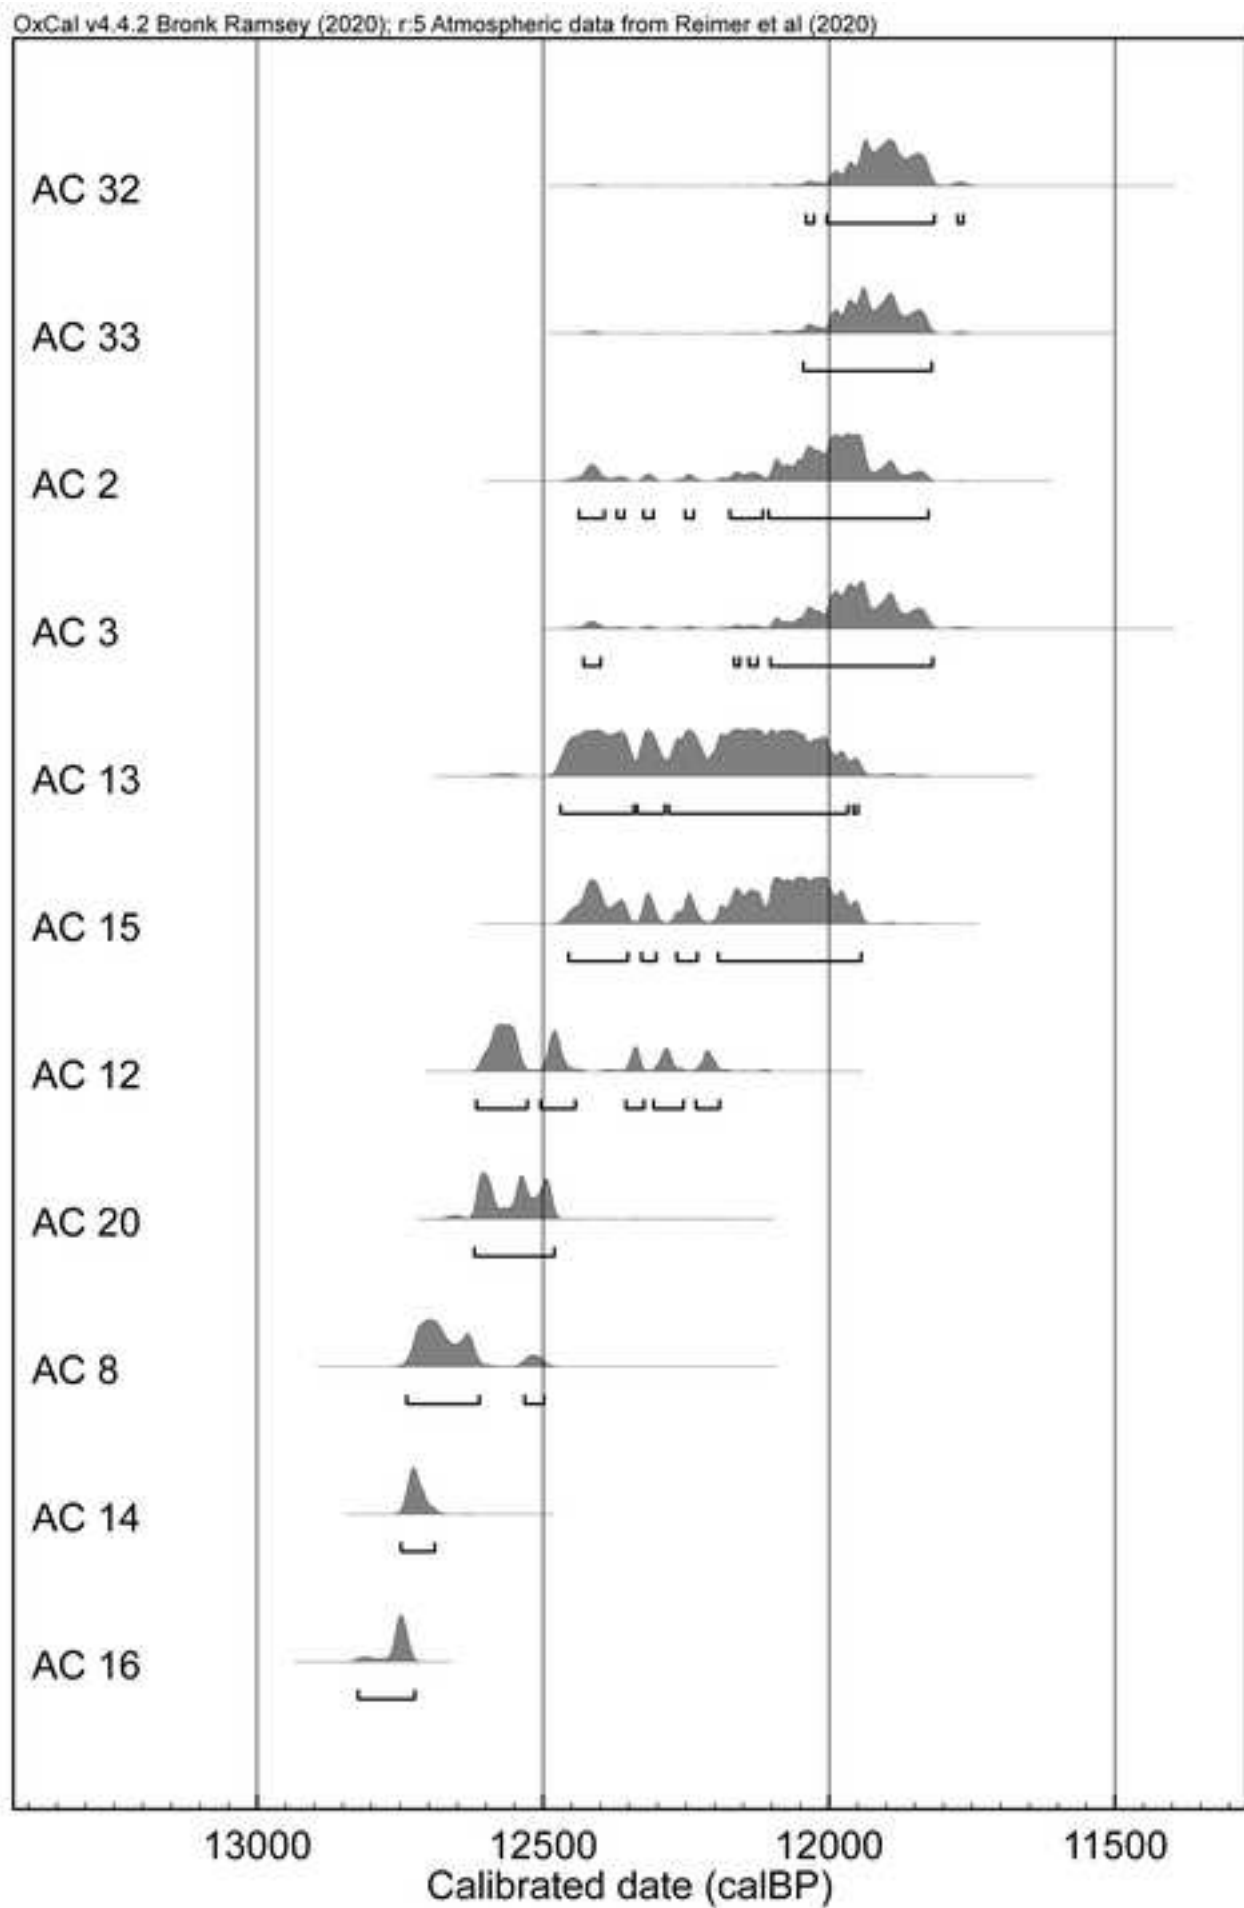 OxCal v4.4.2 Bronk Ramsey (2020); r:5 Atmospheric data from Reimer et al (2020)
AC 32
AC 33
AC 2
AC 3
AC 13
AC 15
AC 12
AC 20
AC 8
AC 14
AC 16
13000 12500 12000 11500
Calibrated date (calBP)